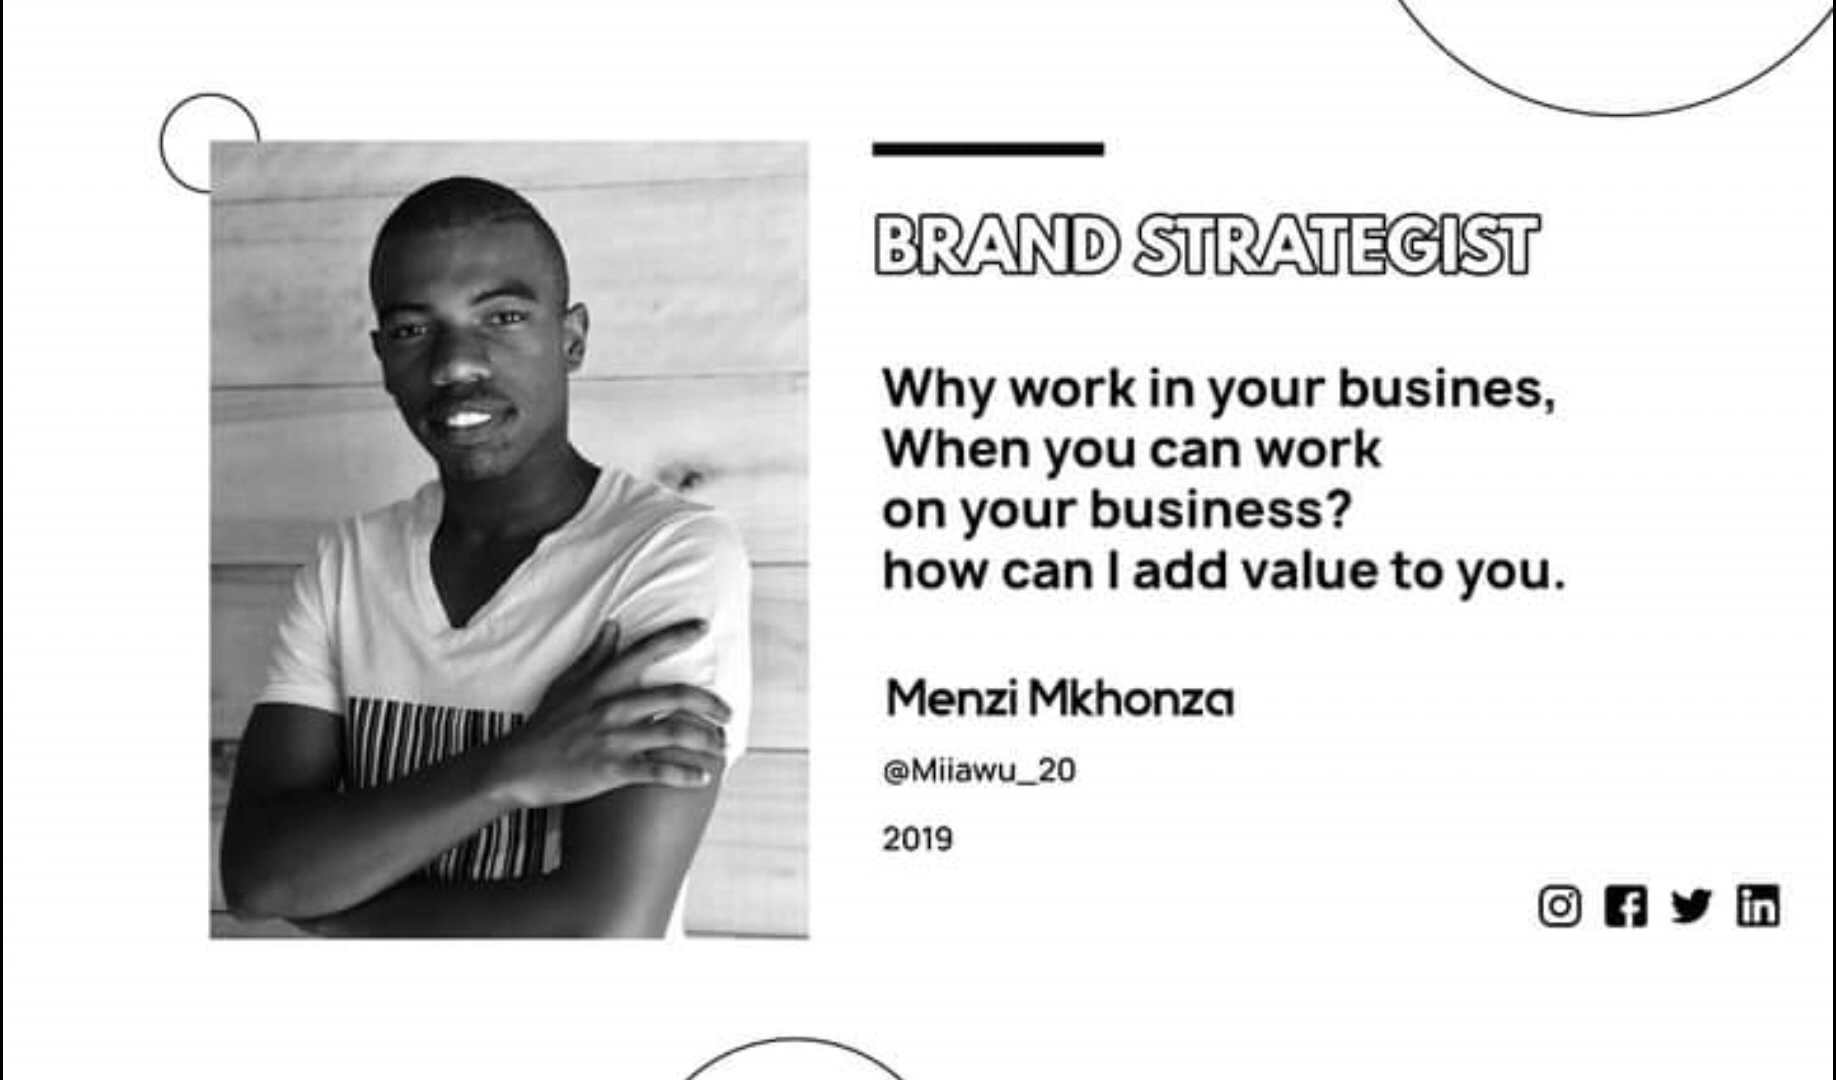 BRAND STRATEGIST
Why work in your busines,
When you can work
on your business?
how can I add value to you.
Menzi Mkhonza
@Miiawu_20
2019